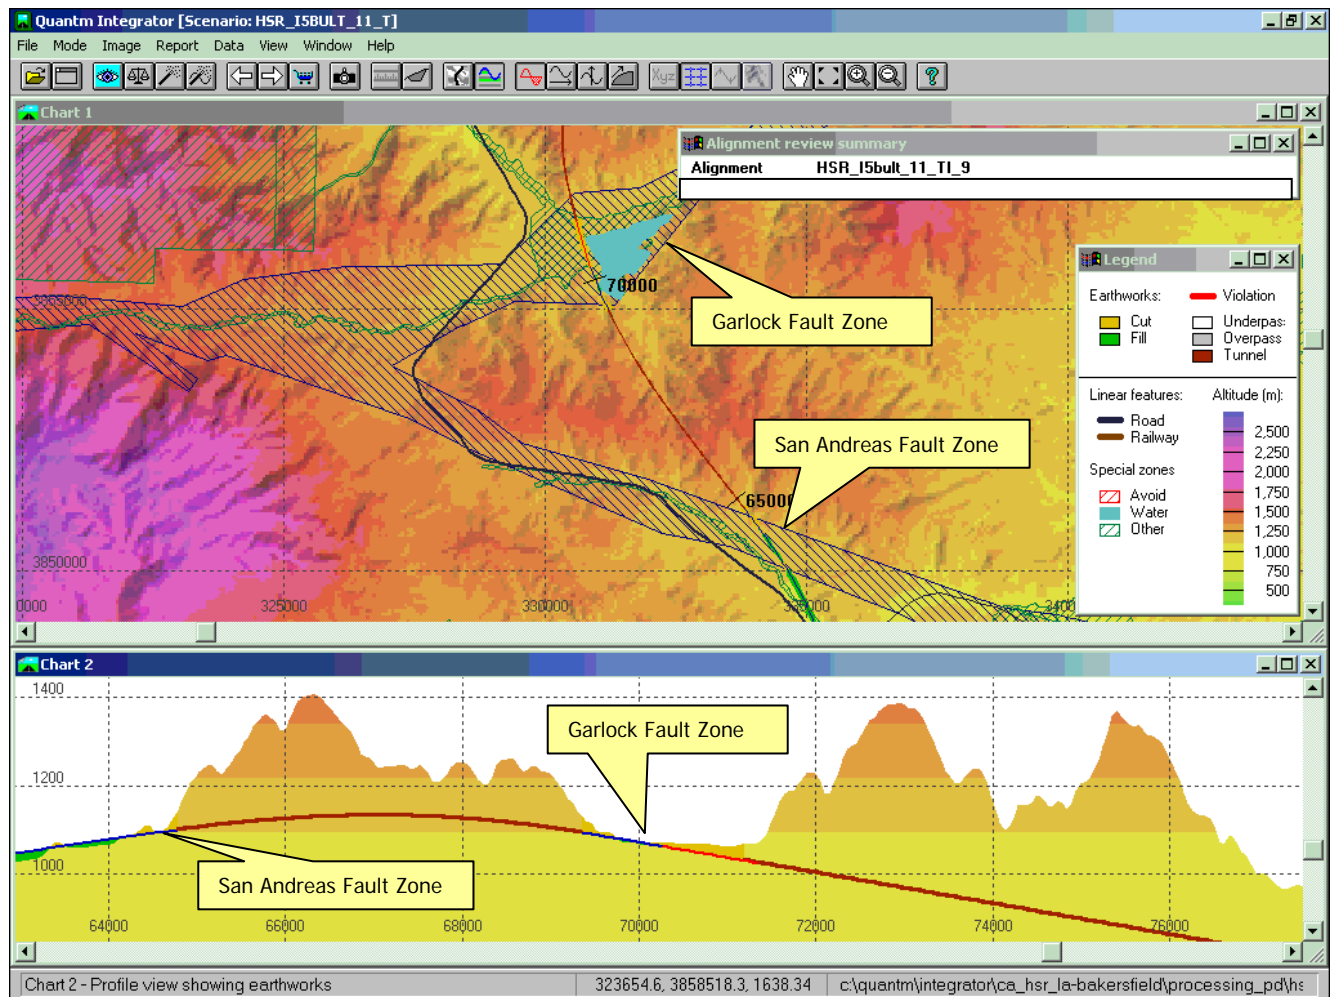 Quantm Integrator [Scenario: HSR_I5BULT_11_T]
File Mode Image Report Data View Window Help
Xyz
?
Chart 1
Alignment review summary
Alignment HSR_I5bult_11_TI_9
Legend
Earthworks:
Violation
Cut
Fill
Underpas:
Overpass
Tunnel
Linear features:
Road
Railway
Special zones
Avoid
Water
Other
Altitude (m):
2,500
2,250
2,000
1,750
1,500
1,250
1,000
750
500
Garlock Fault Zone
San Andreas Fault Zone
65000
3850000
0000
325000
330000
Chart 2
1400
1200
1000
Garlock Fault Zone
San Andreas Fault Zone
64000 66000 68000 70000 72000 74000 76000
Chart 2 - Profile view showing earthworks
323654.6, 3858518.3, 1638.34
c:\quantm\integrator\ca_hsr_la-bakersfield\processing_pd\hs